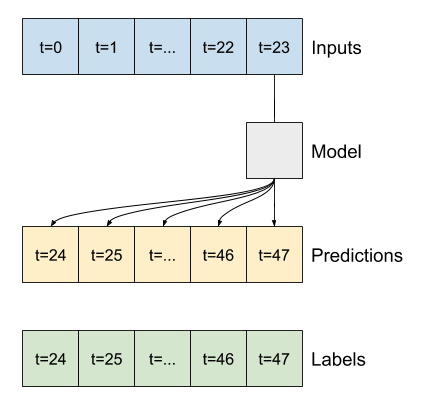 t=0 t=1 t=... t=22 t=23 Inputs
Model
t=24 t=25 t=... t=46 t=47 Predictions
t=24 t=25 t=... t=46 t=47 Labels